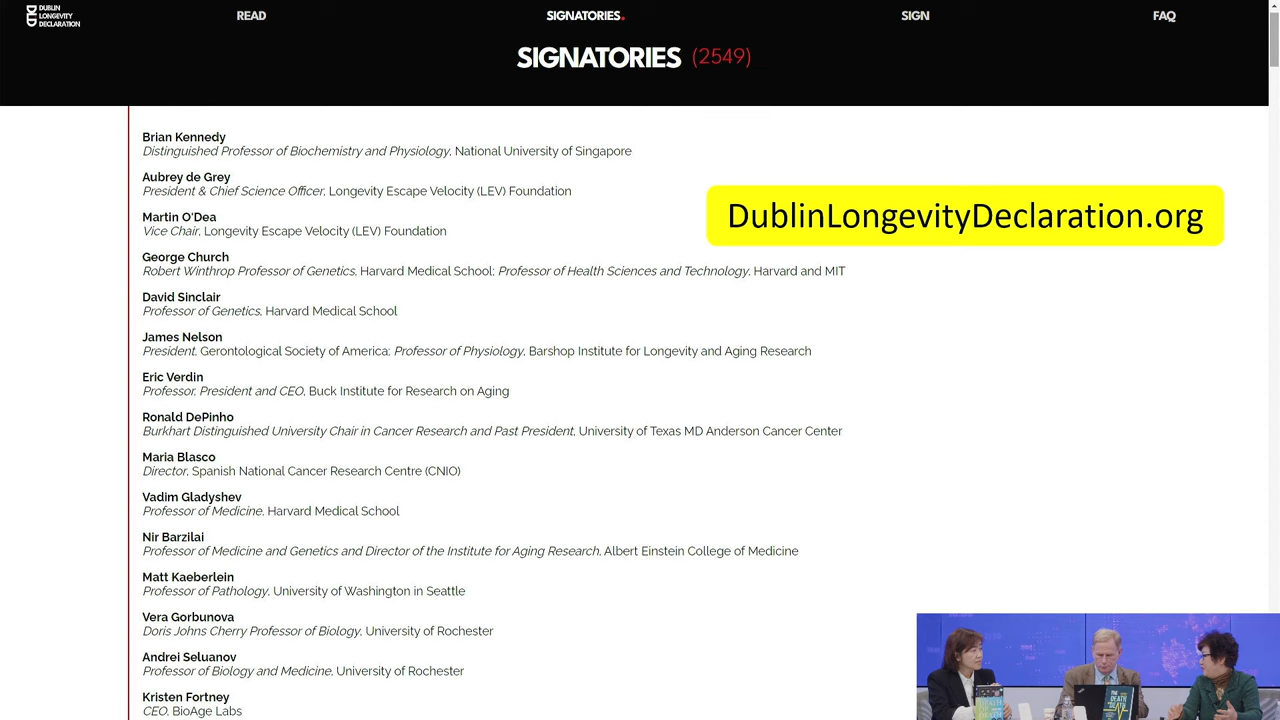 DLD
DUBLIN
LONGEVITY
DECLARATION
READ
SIGNATORIES.
SIGN
FAQ
SIGNATORIES (2549)
Brian Kennedy
Distinguished Professor of Biochemistry and Physiology, National University of Singapore
Aubrey de Grey
President & Chief Science Officer, Longevity Escape Velocity (LEV) Foundation
DublinLongevityDeclaration.org
Martin O'Dea
Vice Chair, Longevity Escape Velocity (LEV) Foundation
George Church
Robert Winthrop Professor of Genetics, Harvard Medical School; Professor of Health Sciences and Technology, Harvard and MIT
David Sinclair
Professor of Genetics, Harvard Medical School
James Nelson
President, Gerontological Society of America; Professor of Physiology, Barshop Institute for Longevity and Aging Research
Eric Verdin
Professor, President and CEO, Buck Institute for Research on Aging
Ronald DePinho
Burkhart Distinguished University Chair in Cancer Research and Past President, University of Texas MD Anderson Cancer Center
Maria Blasco
Director, Spanish National Cancer Research Centre (CNIO)
Vadim Gladyshev
Professor of Medicine, Harvard Medical School
Nir Barzilai
Professor of Medicine and Genetics and Director of the Institute for Aging Research, Albert Einstein College of Medicine
Matt Kaeberlein
Professor of Pathology, University of Washington in Seattle
Vera Gorbunova
Doris Johns Cherry Professor of Biology, University of Rochester
Andrei Seluanov
Professor of Biology and Medicine, University of Rochester
Kristen Fortney
CEO, BioAge Labs
THE
DEATH
OF
DEATH